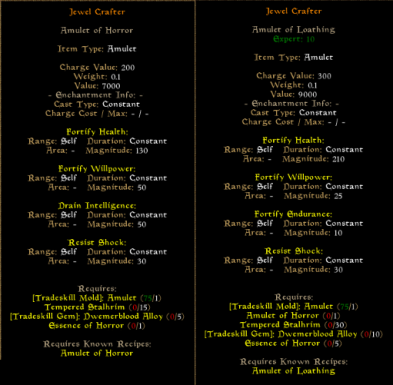 Jewel Crafter
Amulet of Horror
Item Type: Amulet
Charge Value: 200
Weight: 0.1
Value: 7000
- Enchantment Info: -
Cast Type: Constant
Charge Cost / Max: - / -
Fortify Health:
Range: Self Duration: Constant
Area: - Magnitude: 130
Fortify Willpower:
Range: Self Duration: Constant
Area: - Magnitude: 50
Drain Intelligence:
Range: Self Duration: Constant
Area: - Magnitude: 50
Resist Shock:
Range: Self Duration: Constant
Area: - Magnitude: 30
Requires:
[Tradeskill Mold]: Amulet (75/1)
Tempered Stalhrim (0/15)
[Tradeskill Gem]: Dwemerblood Alloy (0/5)
Essence of Horror (0/1)
Requires Known Recipes:
Amulet of Horror
Jewel Crafter
Amulet of Loathing
Expert: 10
Item Type: Amulet
Charge Value: 300
Weight: 0.1
Value: 9000
- Enchantment Info: -
Cast Type: Constant
Charge Cost / Max: - / -
Fortify Health:
Range: Self Duration: Constant
Area: - Magnitude: 210
Fortify Willpower:
Range: Self Duration: Constant
Area: - Magnitude: 25
Fortify Endurance:
Range: Self Duration: Constant
Area: - Magnitude: 10
Resist Shock:
Range: Self Duration: Constant
Area: - Magnitude: 30
Requires:
[Tradeskill Mold]: Amulet (75/1)
Amulet of Horror (0/1)
Tempered Stalhrim (0/30)
[Tradeskill Gem]: Dwemerblood Alloy (0/10)
Essence of Horror (0/5)
Requires Known Recipes:
Amulet of Loathing